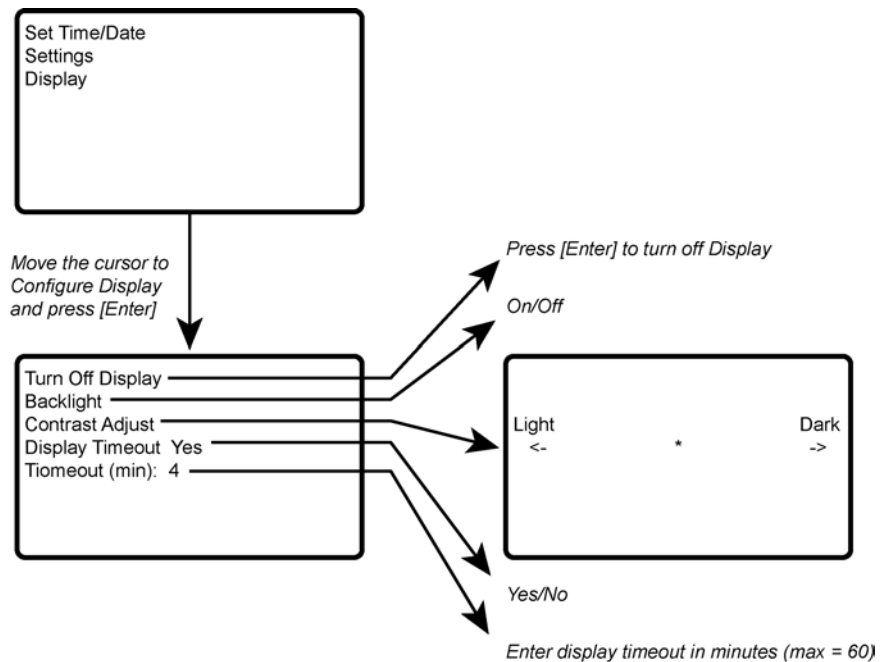 Set Time/Date
Settings
Display
Move the cursor to
Configure Display
and press [Enter]
Press [Enter] to turn off Display
On/Off
Turn Off Display
Backlight
Contrast Adjust
Display Timeout Yes
Tiomeout (min): 4
Light Dark
<- * ->
Yes/No
Enter display timeout in minutes (max = 60)